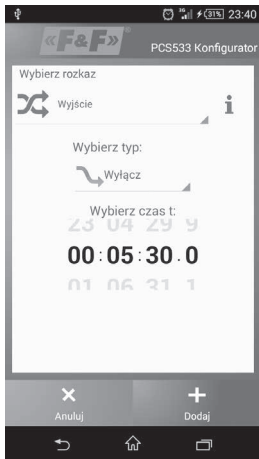 3G 31% 23:40
«F&F» PCS533 Konfigurator
Wybierz rozkaz
Wyjście
i
Wybierz typ:
Wyłącz
Wybierz czas t:
23 04 29 9
00:05:30.0
01 06 31 1
Anuluj
Dodaj